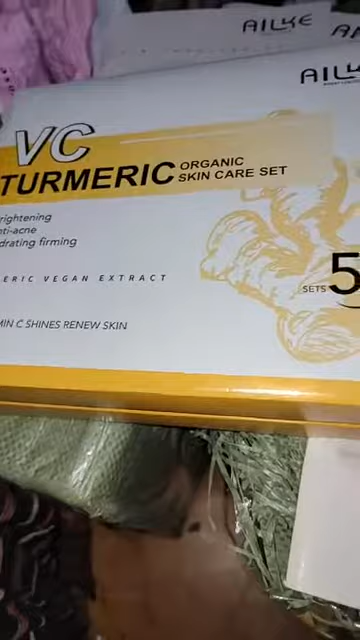 AILKE
AILKE
VC
TURMERIC ORGANIC
SKIN CARE SET
rightening
nti-acne
drating firming
ERIC VEGAN EXTRACT
SETS 5
MIN C SHINES RENEW SKIN